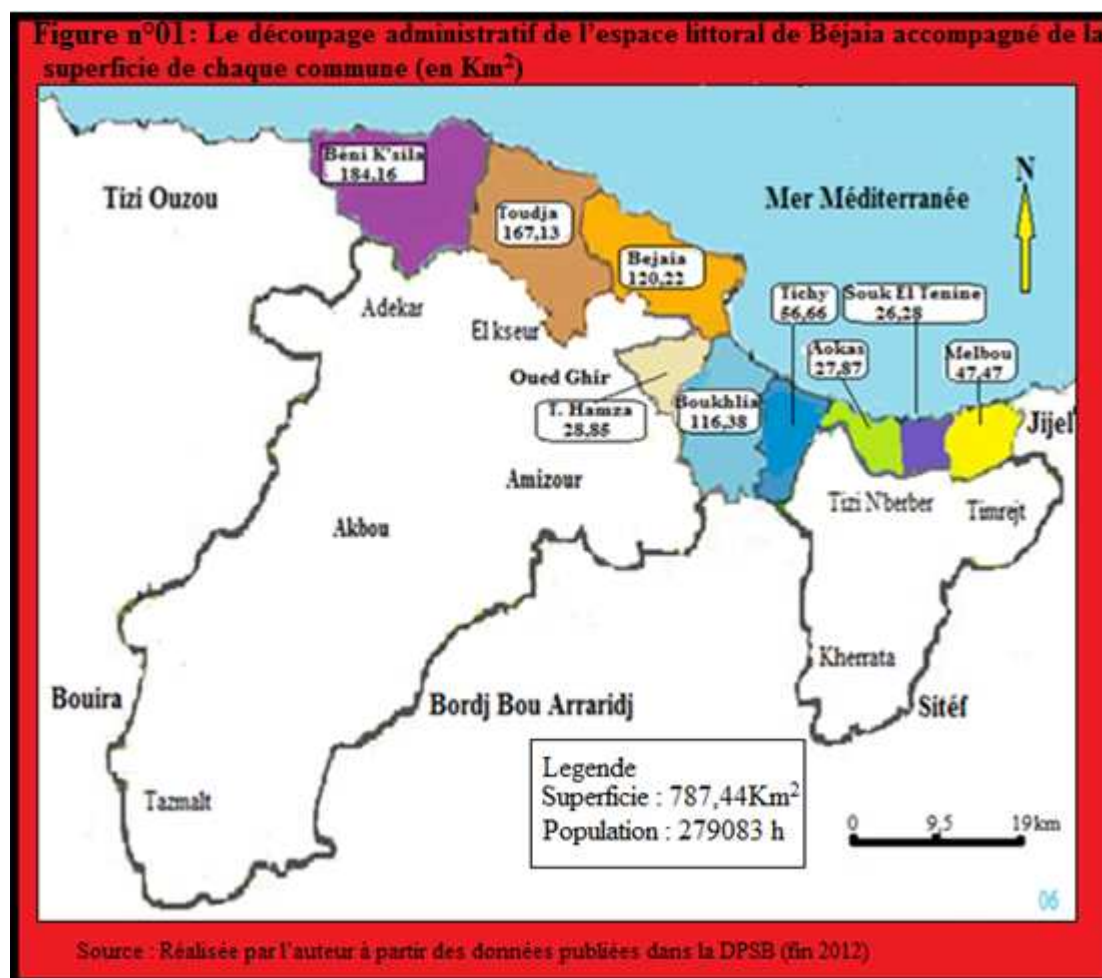 Figure n°01: Le découpage administratif de l'espace littoral de Béjaia accompagné de la
superficie de chaque commune (en Km²)
Béni K'sila
184,16
Tizi Ouzou
Toudja
167,13
Mer Méditerranée
N
Bejaia
120,22
Tichy
56,66
Souk El Tenine
26,28
Adekar
El kseur
Aokas
27,87
Melbou
47,47
Oued Ghir
T. Hamza
28,85
Boukhlia
116,38
Jijel
Amizour
Tizi N'berber
Timrejt
Akbou
Kherrata
Bouira
Bordj Bou Arraridj
Sitéf
Legende
Superficie : 787,44Km²
Population : 279083 h
Tazmalt
0 9,5 19km
06
Source : Réalisée par l'auteur à partir des données publiées dans la DPSB (fin 2012)